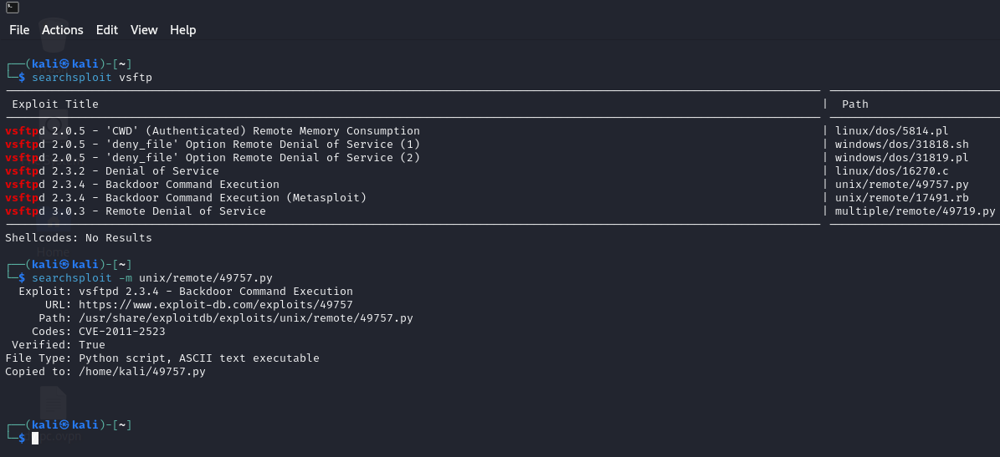 File Actions Edit View Help
┌──(kali㉿kali)-[~]
└─$ searchsploit vsftp
Exploit Title | Path
vsftpd 2.0.5 - 'CWD' (Authenticated) Remote Memory Consumption | linux/dos/5814.pl
vsftpd 2.0.5 - 'deny_file' Option Remote Denial of Service (1) | windows/dos/31818.sh
vsftpd 2.0.5 - 'deny_file' Option Remote Denial of Service (2) | windows/dos/31819.pl
vsftpd 2.3.2 - Denial of Service | linux/dos/16270.c
vsftpd 2.3.4 - Backdoor Command Execution | unix/remote/49757.py
vsftpd 2.3.4 - Backdoor Command Execution (Metasploit) | unix/remote/17491.rb
vsftpd 3.0.3 - Remote Denial of Service | multiple/remote/49719.py
Shellcodes: No Results
Home
┌──(kali㉿kali)-[~]
└─$ searchsploit -m unix/remote/49757.py
Exploit: vsftpd 2.3.4 - Backdoor Command Execution
URL: https://www.exploit-db.com/exploits/49757
Path: /usr/share/exploitdb/exploits/unix/remote/49757.py
Codes: CVE-2011-2523
Verified: True
File Type: Python script, ASCII text executable
Copied to: /home/kali/49757.py
┌──(kali㉿kali)-[~]
└─$